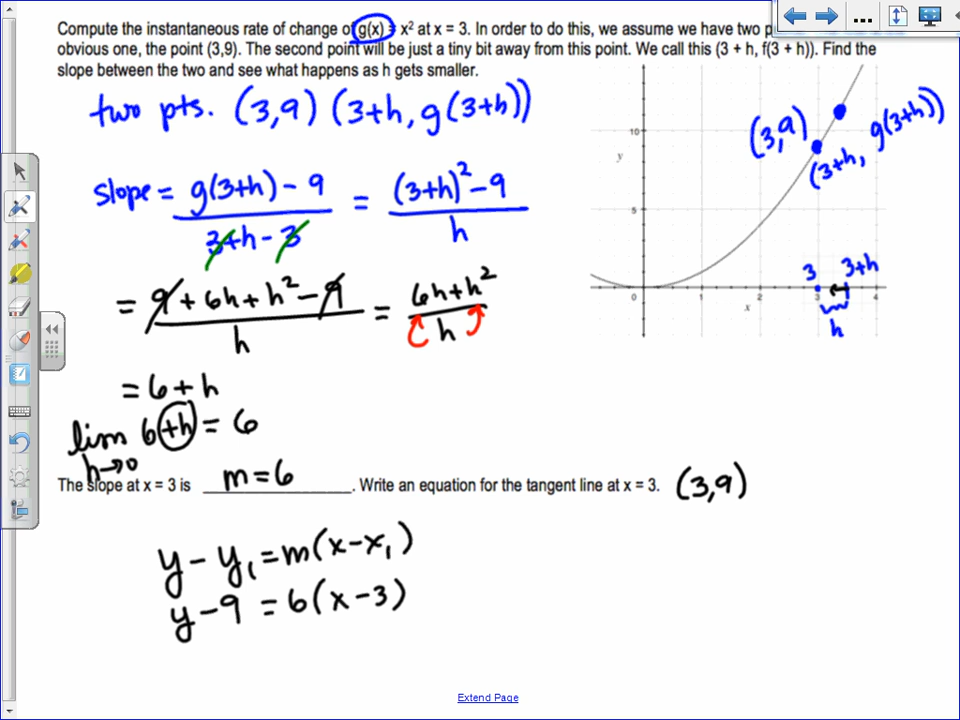 Compute the instantaneous rate of change o g(x) = x² at x = 3. In order to do this, we assume we have two p
obvious one, the point (3,9). The second point will be just a tiny bit away from this point. We call this (3 + h, f(3 + h)). Find the
slope between the two and see what happens as h gets smaller.
two pts. (3,9) (3+h, g(3+h))
slope = g(3+h) - 9 / 3+h - 3 = (3+h)² - 9 / h
= 9 + 6h + h² - 9 / h = 6h + h² / h
= 6 + h
lim h→0 6 + h = 6
The slope at x = 3 is m = 6. Write an equation for the tangent line at x = 3. (3,9)
y - y₁ = m(x - x₁)
y - 9 = 6(x - 3)
(3,9)
(3+h, g(3+h))
10
y
5
3 3+h
0 1 2 3 4
x
h
...
Extend Page